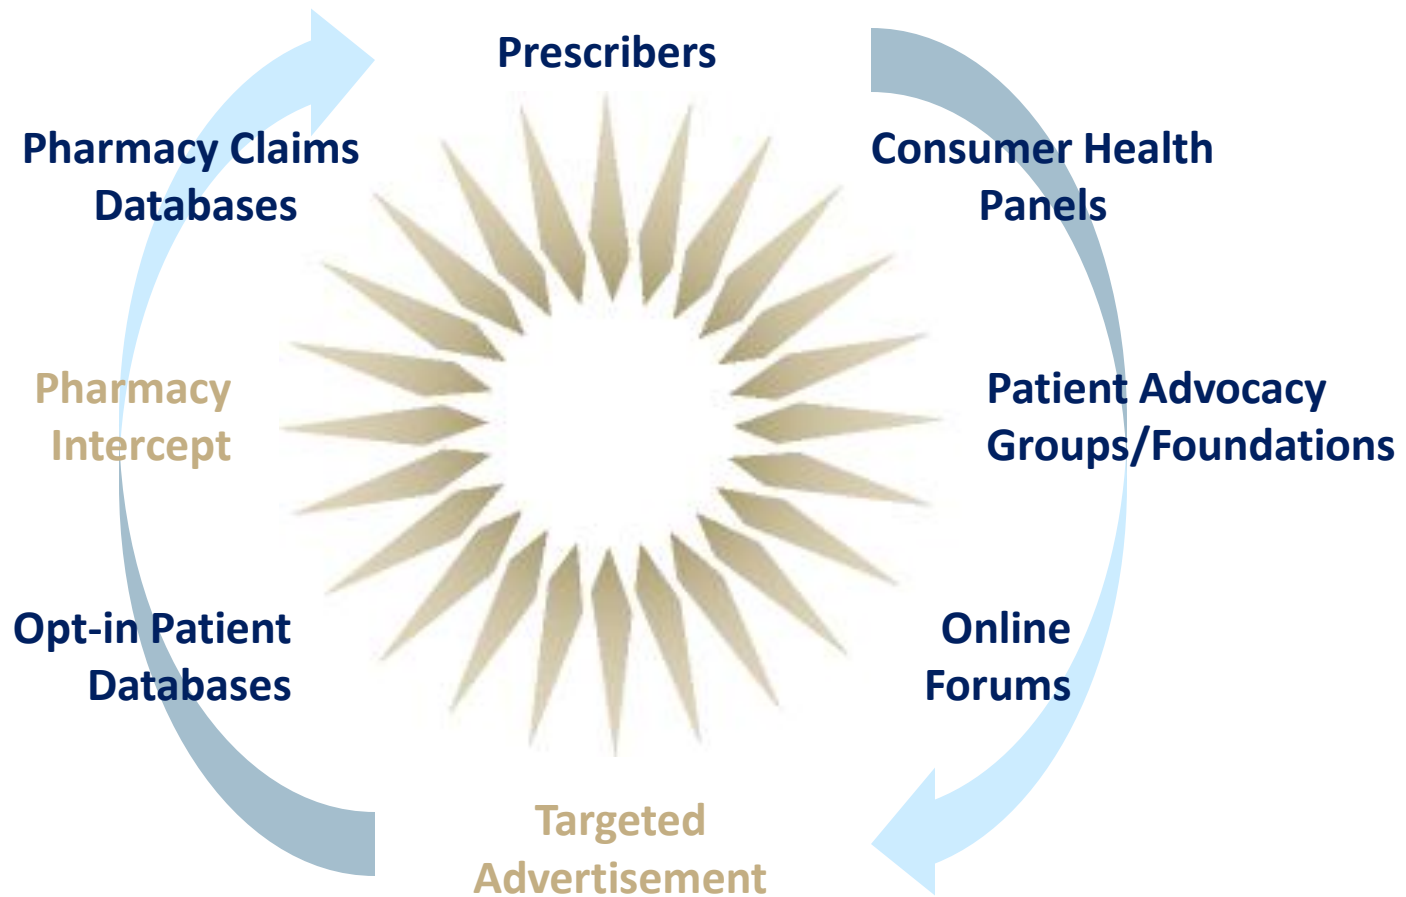 Prescribers
Pharmacy Claims
Databases
Consumer Health
Panels
Pharmacy
Intercept
Patient Advocacy
Groups/Foundations
Opt-in Patient
Databases
Online
Forums
Targeted
Advertisement